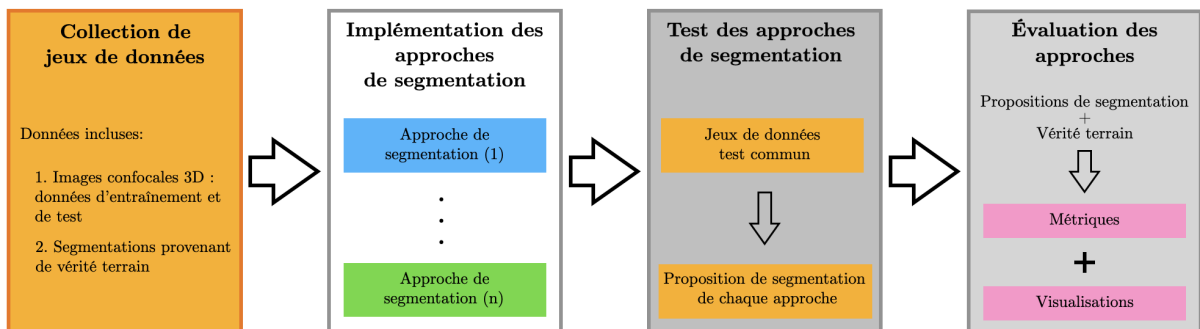 Collection de
jeux de données
Données incluses:
1. Images confocales 3D :
données d'entraînement et
de test
2. Segmentations provenant
de vérité terrain
Implémentation des
approches
de segmentation
Approche de
segmentation (1)
Approche de
segmentation (n)
Test des approches
de segmentation
Jeux de données
test commun
Proposition de segmentation
de chaque approche
Évaluation des
approches
Propositions de segmentation
+
Vérité terrain
Métriques
+
Visualisations